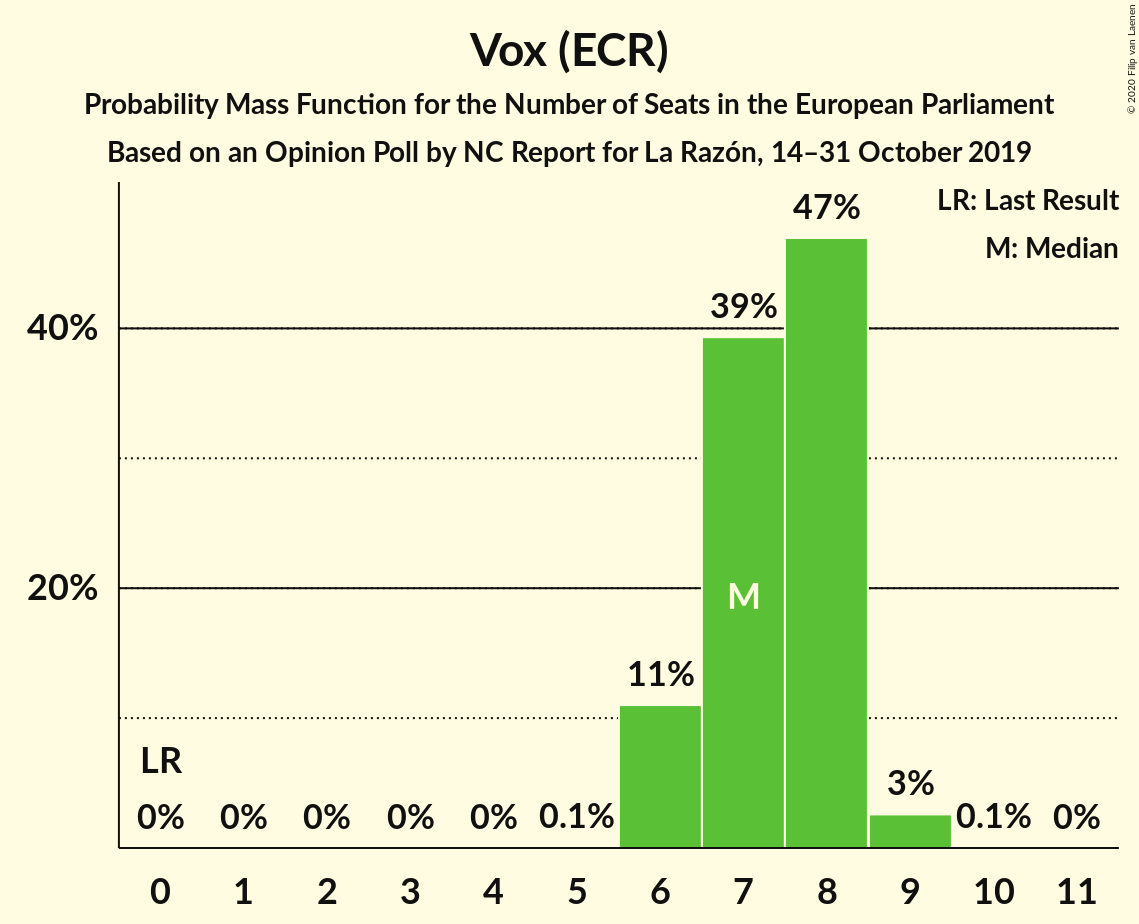 Vox (ECR)
Probability Mass Function for the Number of Seats in the European Parliament
Based on an Opinion Poll by NC Report for La Razón, 14–31 October 2019
© 2020 Filip van Laenen
LR: Last Result
M: Median
47%
39%
40%
M
20%
11%
LR
3%
0% 0% 0% 0% 0% 0.1% 0.1% 0%
0 1 2 3 4 5 6 7 8 9 10 11